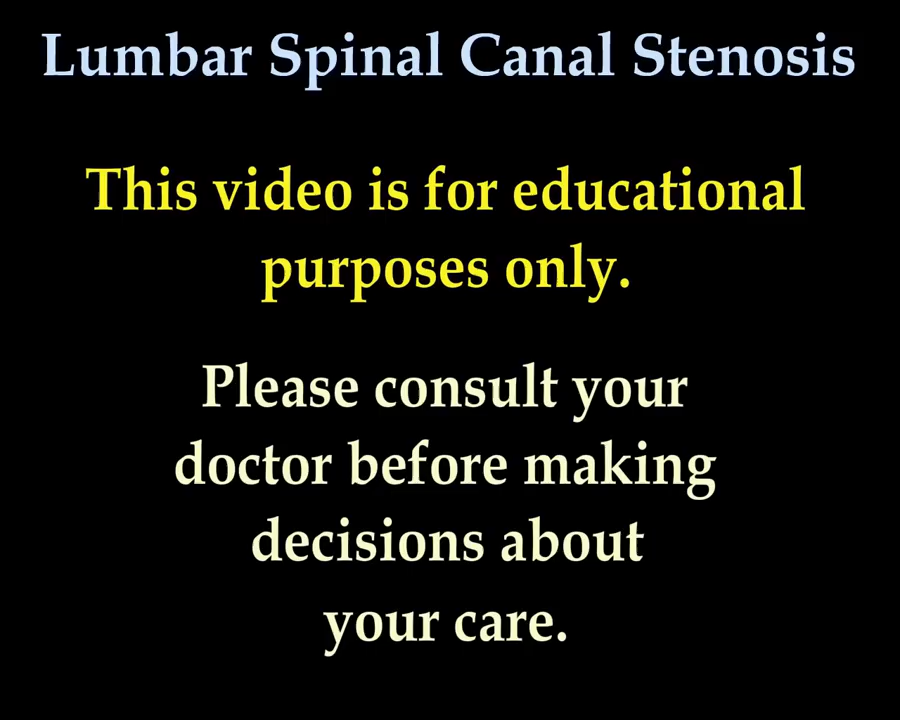 Lumbar Spinal Canal Stenosis
This video is for educational
purposes only.
Please consult your
doctor before making
decisions about
your care.